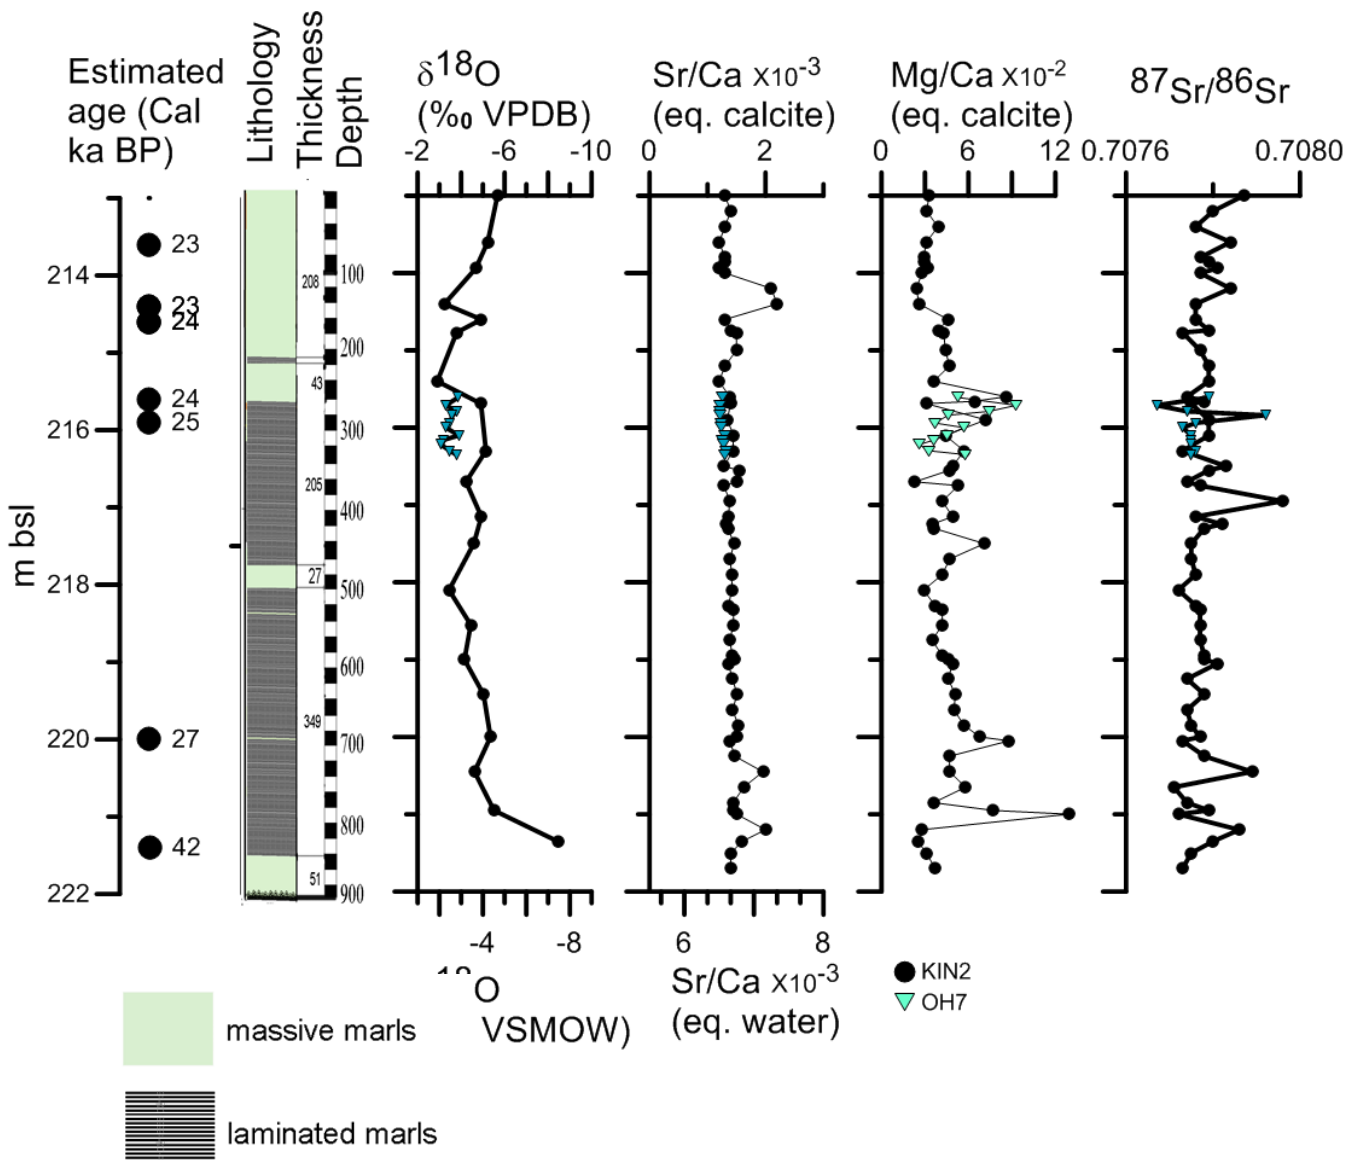 Estimated
age (Cal
ka BP)
Lithology
Thickness
Depth
δ18O
(‰ VPDB)
Sr/Ca X10-3
(eq. calcite)
Mg/Ca X10-2
(eq. calcite)
87Sr/86Sr
-2 -6 -10
0 2
0 6 12
0.7076 0.7080
m bsl
214
216
218
220
222
23
23
24
24
25
27
42
208
43
205
27
349
51
100
200
300
400
500
600
700
800
900
-4 -8
6 8
18O
VSMOW)
Sr/Ca X10-3
(eq. water)
KIN2
OH7
massive marls
laminated marls